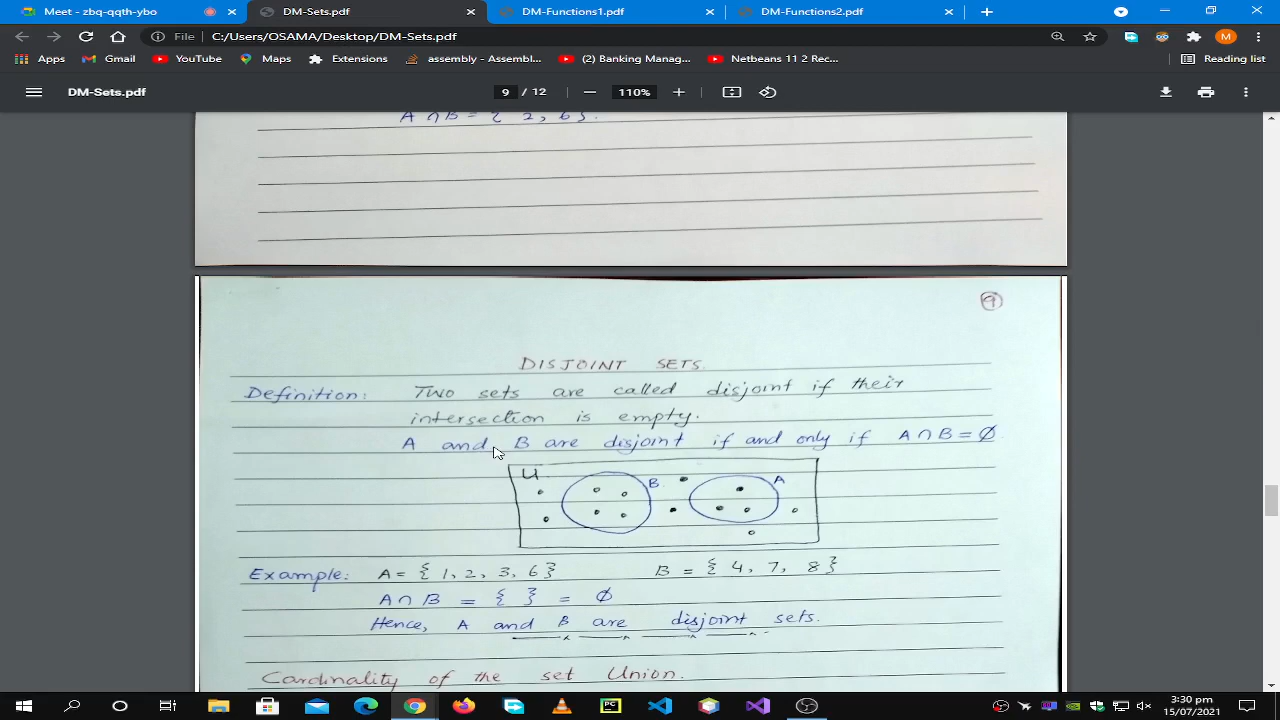 Meet - zbq-qqth-ybo
DM-Sets.pdf
DM-Functions1.pdf
DM-Functions2.pdf
File
C:/Users/OSAMA/Desktop/DM-Sets.pdf
M
Apps
Gmail
YouTube
Maps
Extensions
assembly - Assembl...
(2) Banking Manag...
Netbeans 11 2 Rec...
Reading list
DM-Sets.pdf
9 / 12
110%
A ∩ B = { 2, 6}.
9
DISJOINT SETS.
Definition: Two sets are called disjoint if their
intersection is empty.
A and B are disjoint if and only if A ∩ B = ∅
U
B
A
Example: A = { 1, 2, 3, 6} B = { 4, 7, 8}
A ∩ B = { } = ∅
Hence, A and B are disjoint sets.
Cardinality of the set Union.
PC
3:30 pm
15/07/2021